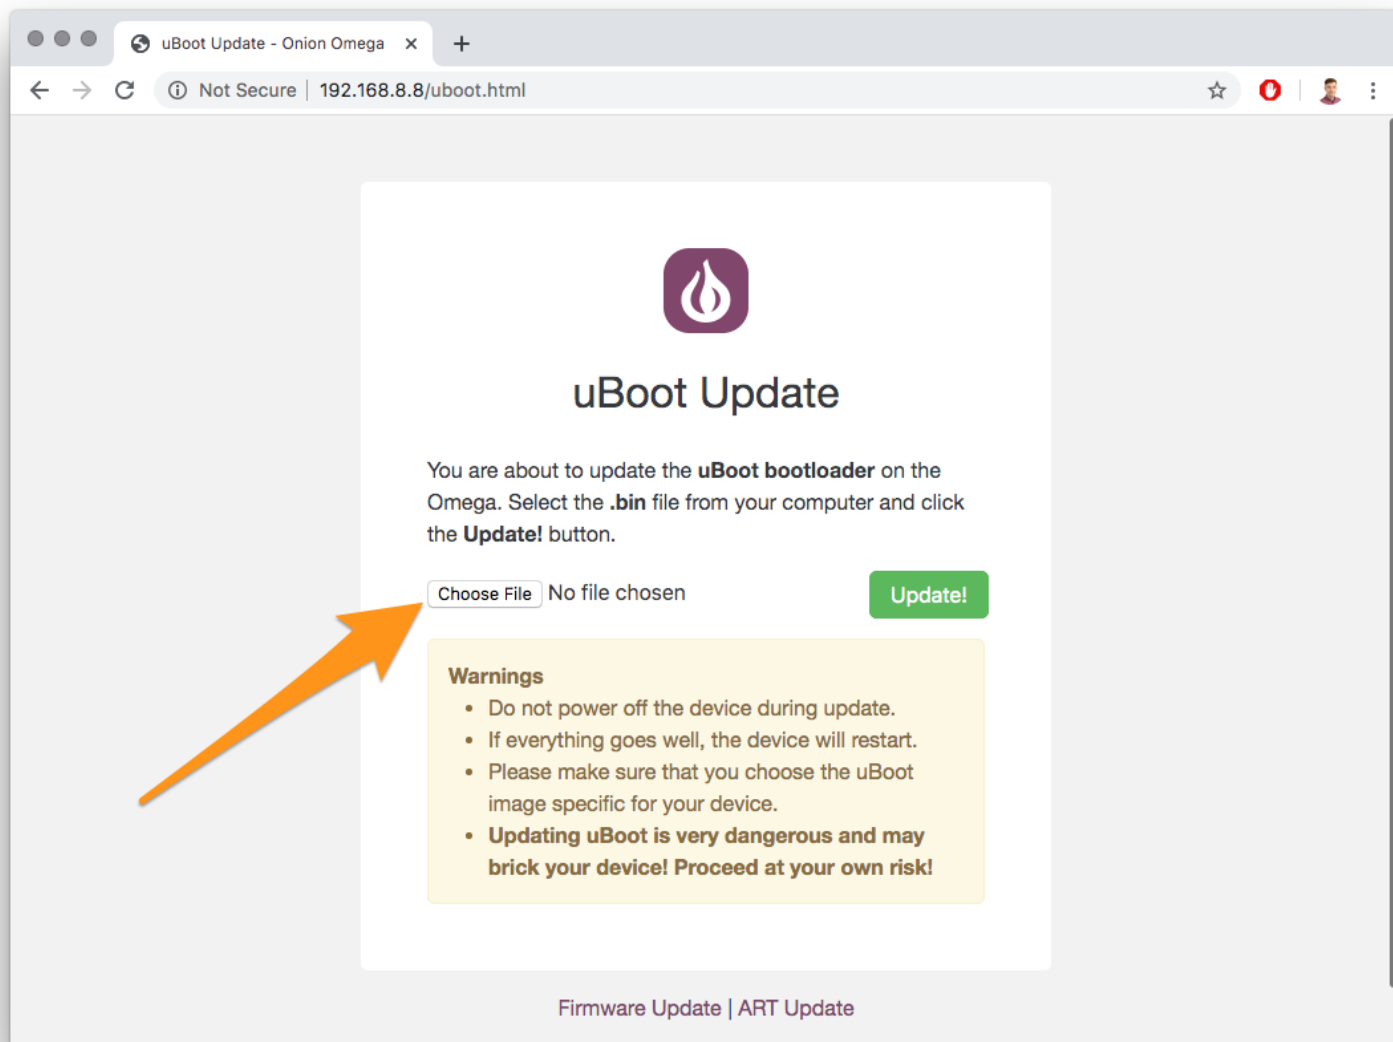 uBoot Update - Onion Omega
Not Secure | 192.168.8.8/uboot.html
uBoot Update
You are about to update the uBoot bootloader on the
Omega. Select the .bin file from your computer and click
the Update! button.
Choose File No file chosen
Update!
Warnings
• Do not power off the device during update.
• If everything goes well, the device will restart.
• Please make sure that you choose the uBoot
image specific for your device.
• Updating uBoot is very dangerous and may
brick your device! Proceed at your own risk!
Firmware Update | ART Update